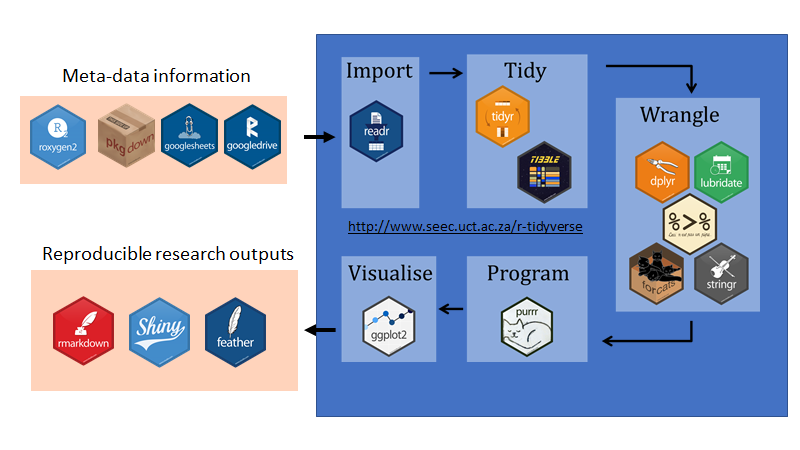 Meta-data information
roxygen2
pkgdown
googlesheets
googledrive
Import
readr
Tidy
tidyr
TIBBLE
Wrangle
dplyr
lubridate
%>%
forcats
stringr
http://www.seec.uct.ac.za/r-tidyverse
Reproducible research outputs
rmarkdown
Shiny
feather
Visualise
ggplot2
Program
purrr